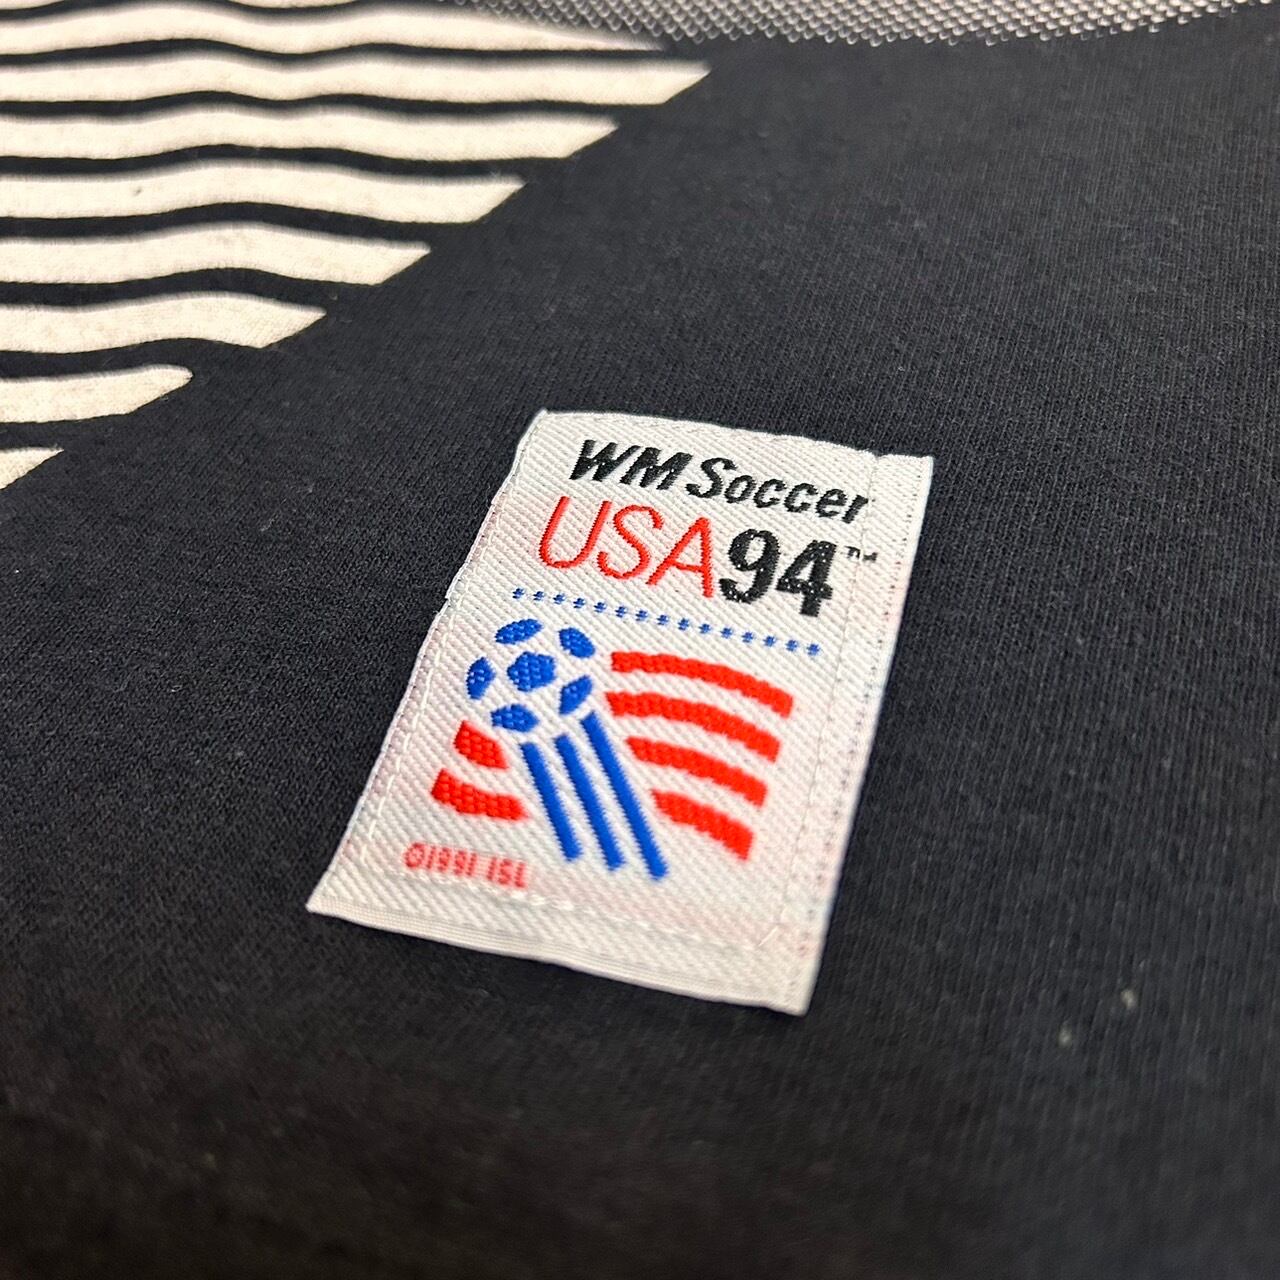 WM Soccer
USA94™
©1991 ISL